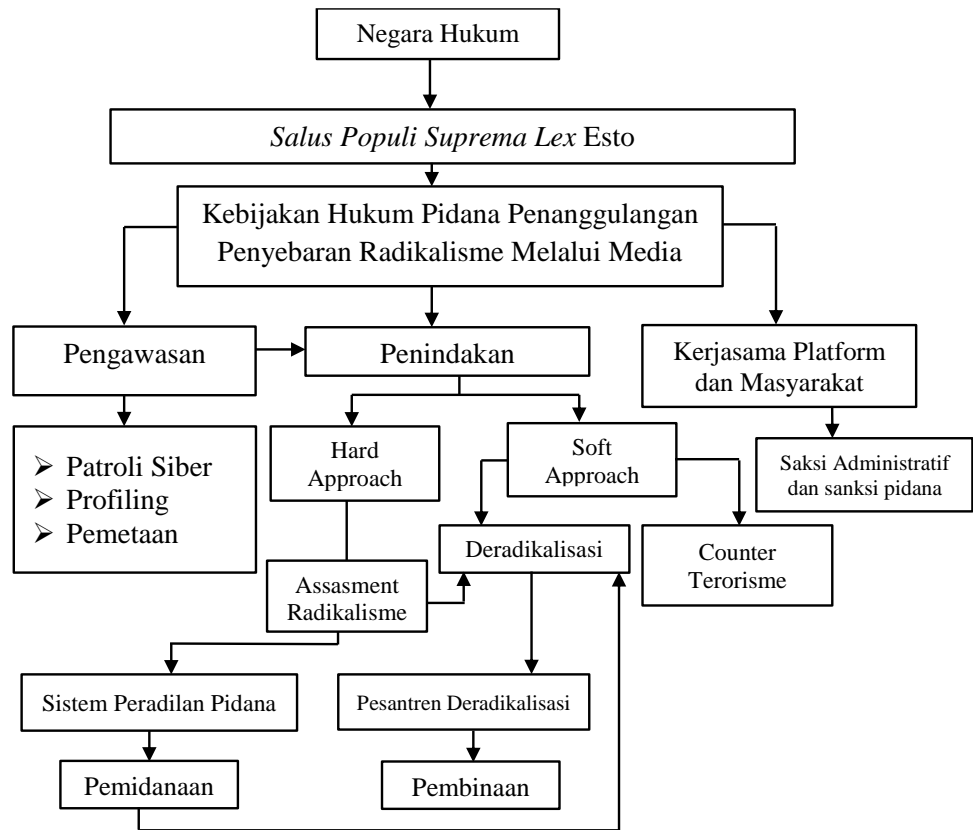 Negara Hukum
Salus Populi Suprema Lex Esto
Kebijakan Hukum Pidana Penanggulangan
Penyebaran Radikalisme Melalui Media
Pengawasan
Penindakan
Kerjasama Platform
dan Masyarakat
➢ Patroli Siber
➢ Profiling
➢ Pemetaan
Hard
Approach
Soft
Approach
Saksi Administratif
dan sanksi pidana
Deradikalisasi
Counter
Terorisme
Assasment
Radikalisme
Sistem Peradilan Pidana
Pesantren Deradikalisasi
Pemidanaan
Pembinaan